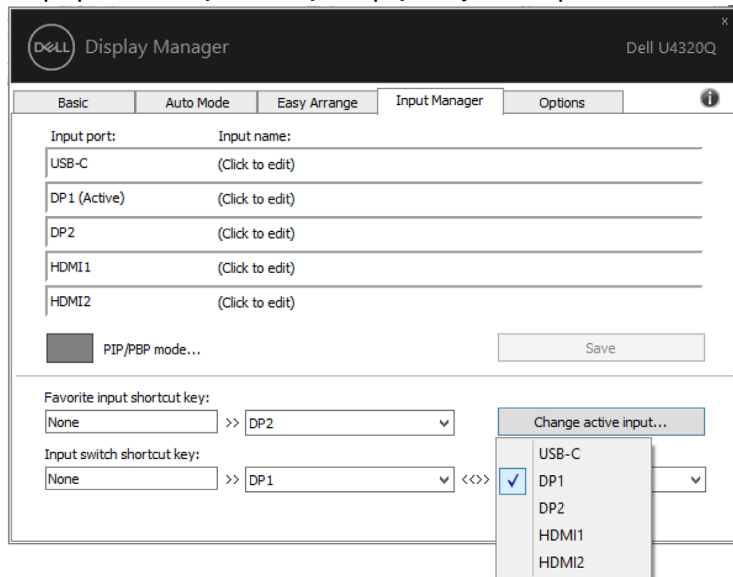 x
DELL Display Manager Dell U4320Q
Basic Auto Mode Easy Arrange Input Manager Options i
Input port: Input name:
USB-C (Click to edit)
DP1 (Active) (Click to edit)
DP2 (Click to edit)
HDMI1 (Click to edit)
HDMI2 (Click to edit)
PIP/PBP mode... Save
Favorite input shortcut key:
None >> DP2 Change active input...
Input switch shortcut key:
None >> DP1 <<>>
USB-C
DP1
DP2
HDMI1
HDMI2